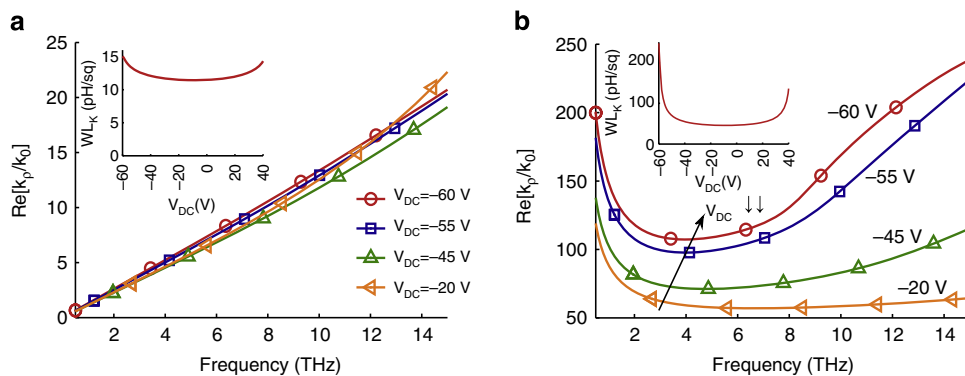 a
Re[kρ/k0]
25
20
15
10
5
0
2 4 6 8 10 12 14
Frequency (THz)
WLK (pH/sq)
15
10
5
0
−60 −40 −20 0 20 40
VDC(V)
VDC=−60 V
VDC=−55 V
VDC=−45 V
VDC=−20 V
b
Re[kρ/k0]
250
200
150
100
50
2 4 6 8 10 12 14
Frequency (THz)
WLK (pH/sq)
200
100
0
−60 −40 −20 0 20 40
VDC(V)
VDC ↓↓
−60 V
−55 V
−45 V
−20 V